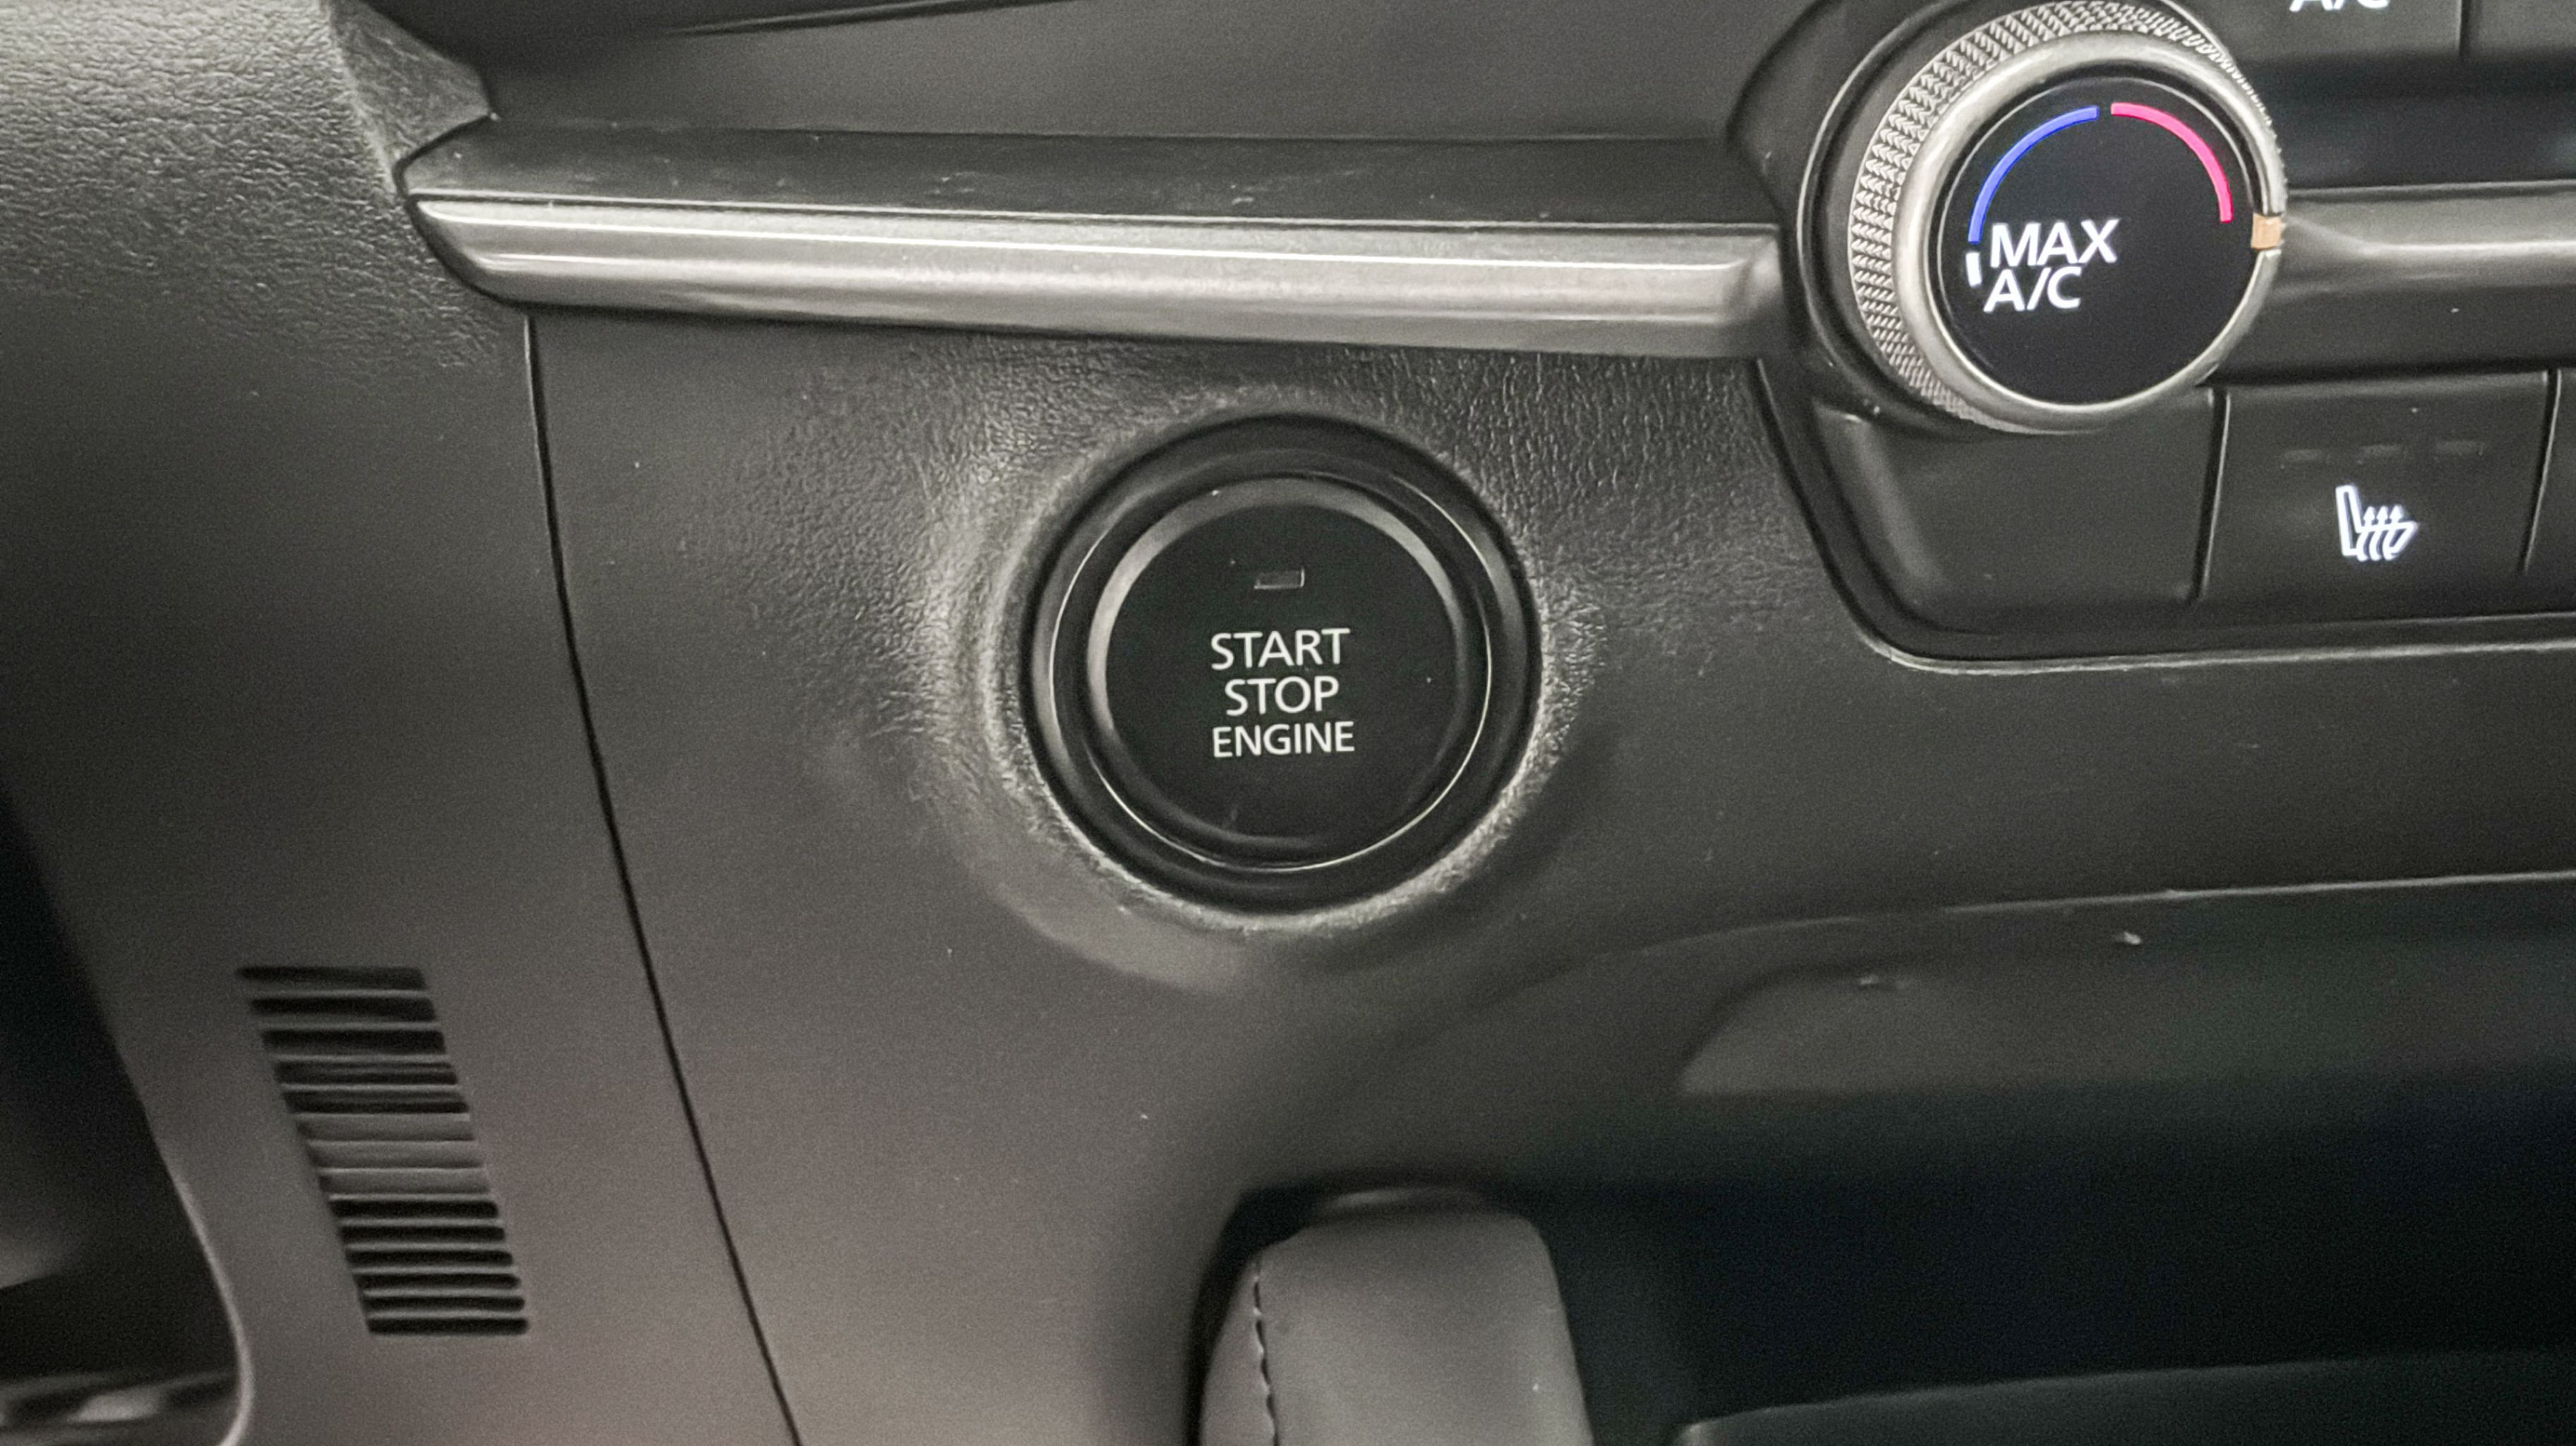 A/C
MAX
A/C
START
STOP
ENGINE